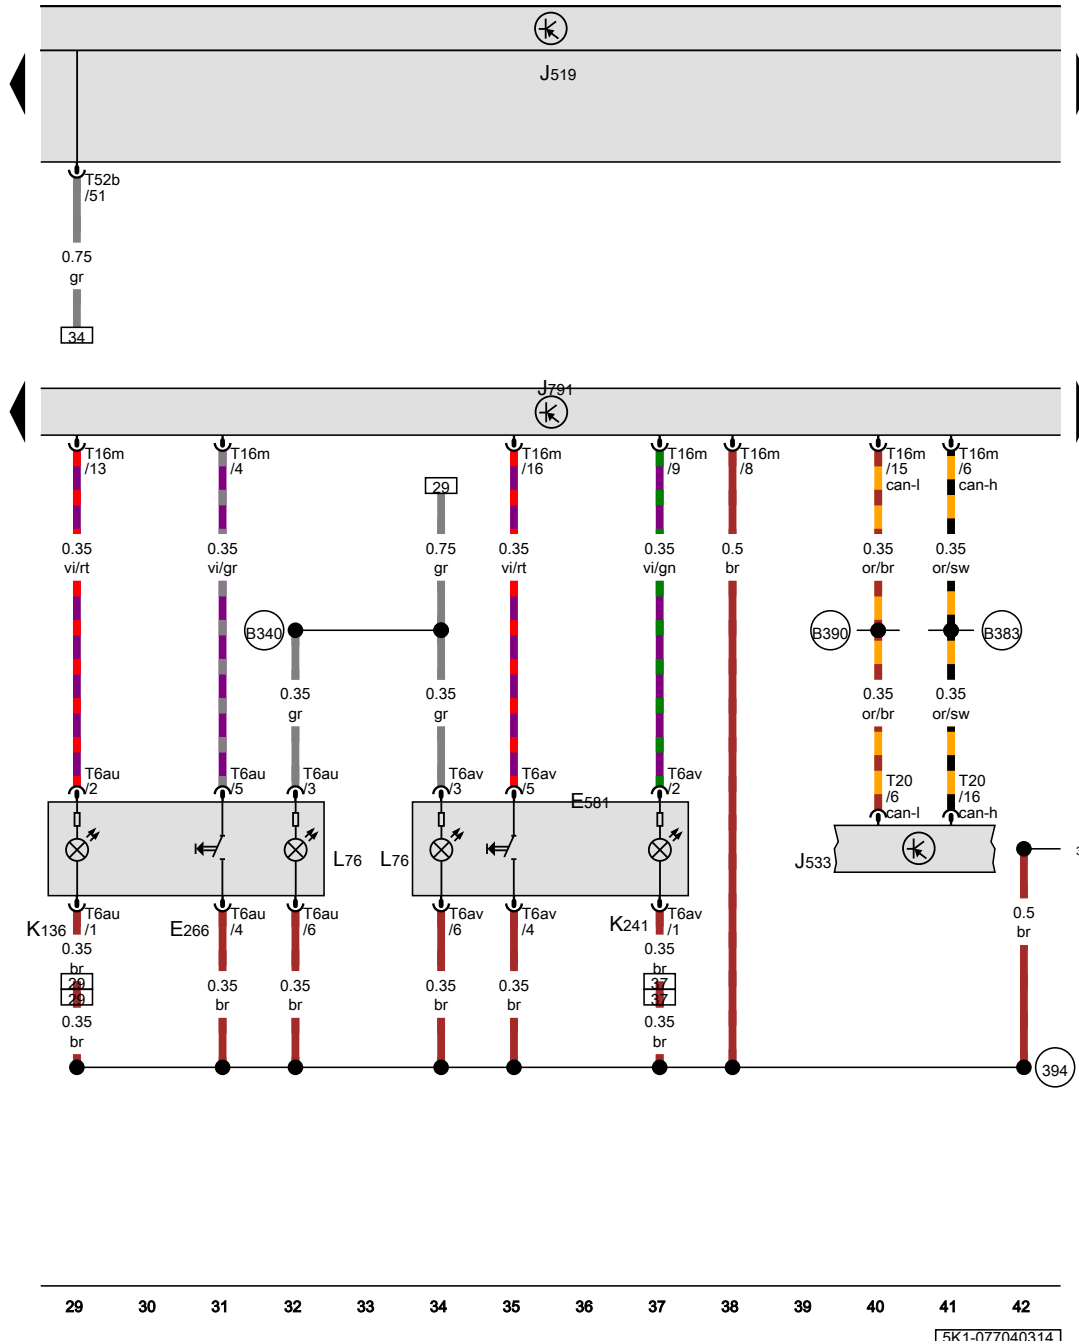 J519
T52b
/51
0.75
gr
34
J791
T16m
/13
T16m
/4
T16m
/16
T16m
/9
T16m
/8
T16m
/15
can-l
T16m
/6
can-h
29
0.35
vi/rt
0.35
vi/gr
0.75
gr
0.35
vi/rt
0.35
vi/gn
0.5
br
0.35
or/br
0.35
or/sw
B340
B390
B383
0.35
gr
0.35
gr
0.35
or/br
0.35
or/sw
T6au
/2
T6au
/5
T6au
/3
T6av
/3
T6av
/5
T6av
/2
T20
/6
can-l
T20
/16
can-h
E581
L76
L76
J533
3
K136
T6au
/1
E266
T6au
/4
T6au
/6
T6av
/6
T6av
/4
K241
T6av
/1
0.35
br
0.35
br
0.5
br
29
29
37
37
0.35
br
0.35
br
0.35
br
0.35
br
0.35
br
0.35
br
394
29 30 31 32 33 34 35 36 37 38 39 40 41 42
5K1-077040314